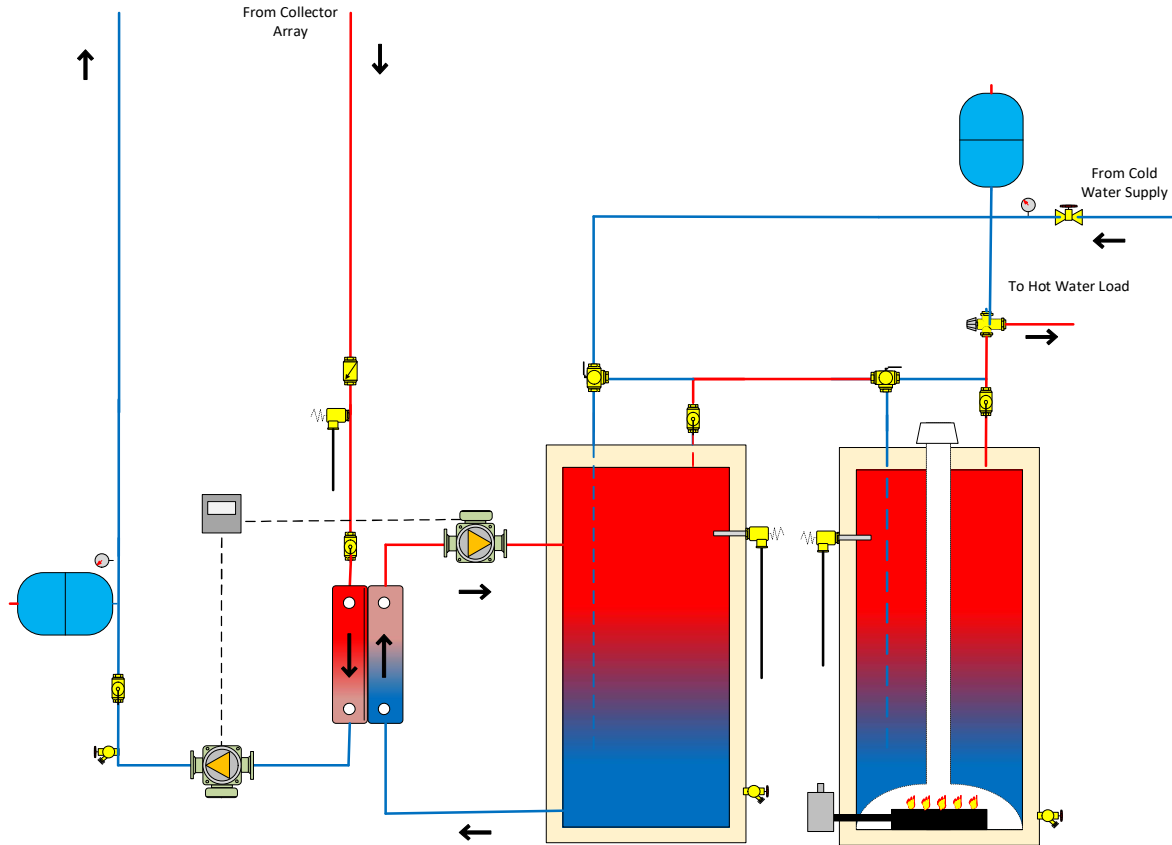 From Collector
Array
From Cold
Water Supply
To Hot Water Load